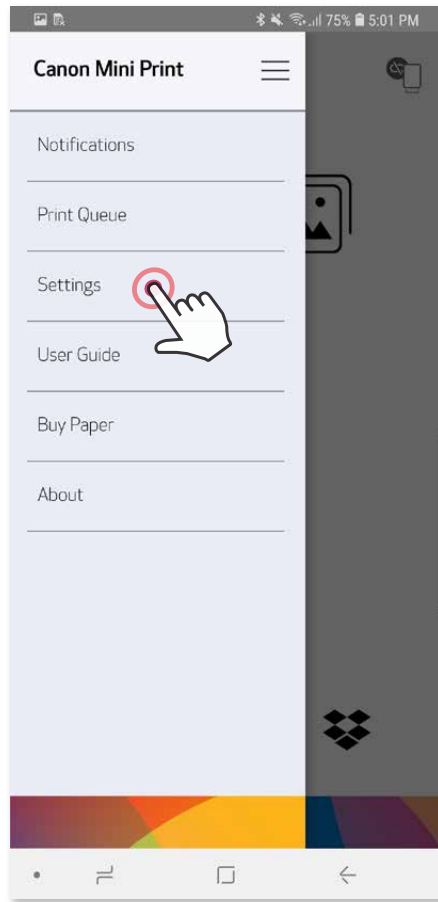 75% 5:01 PM
Canon Mini Print
Notifications
Print Queue
Settings
User Guide
Buy Paper
About